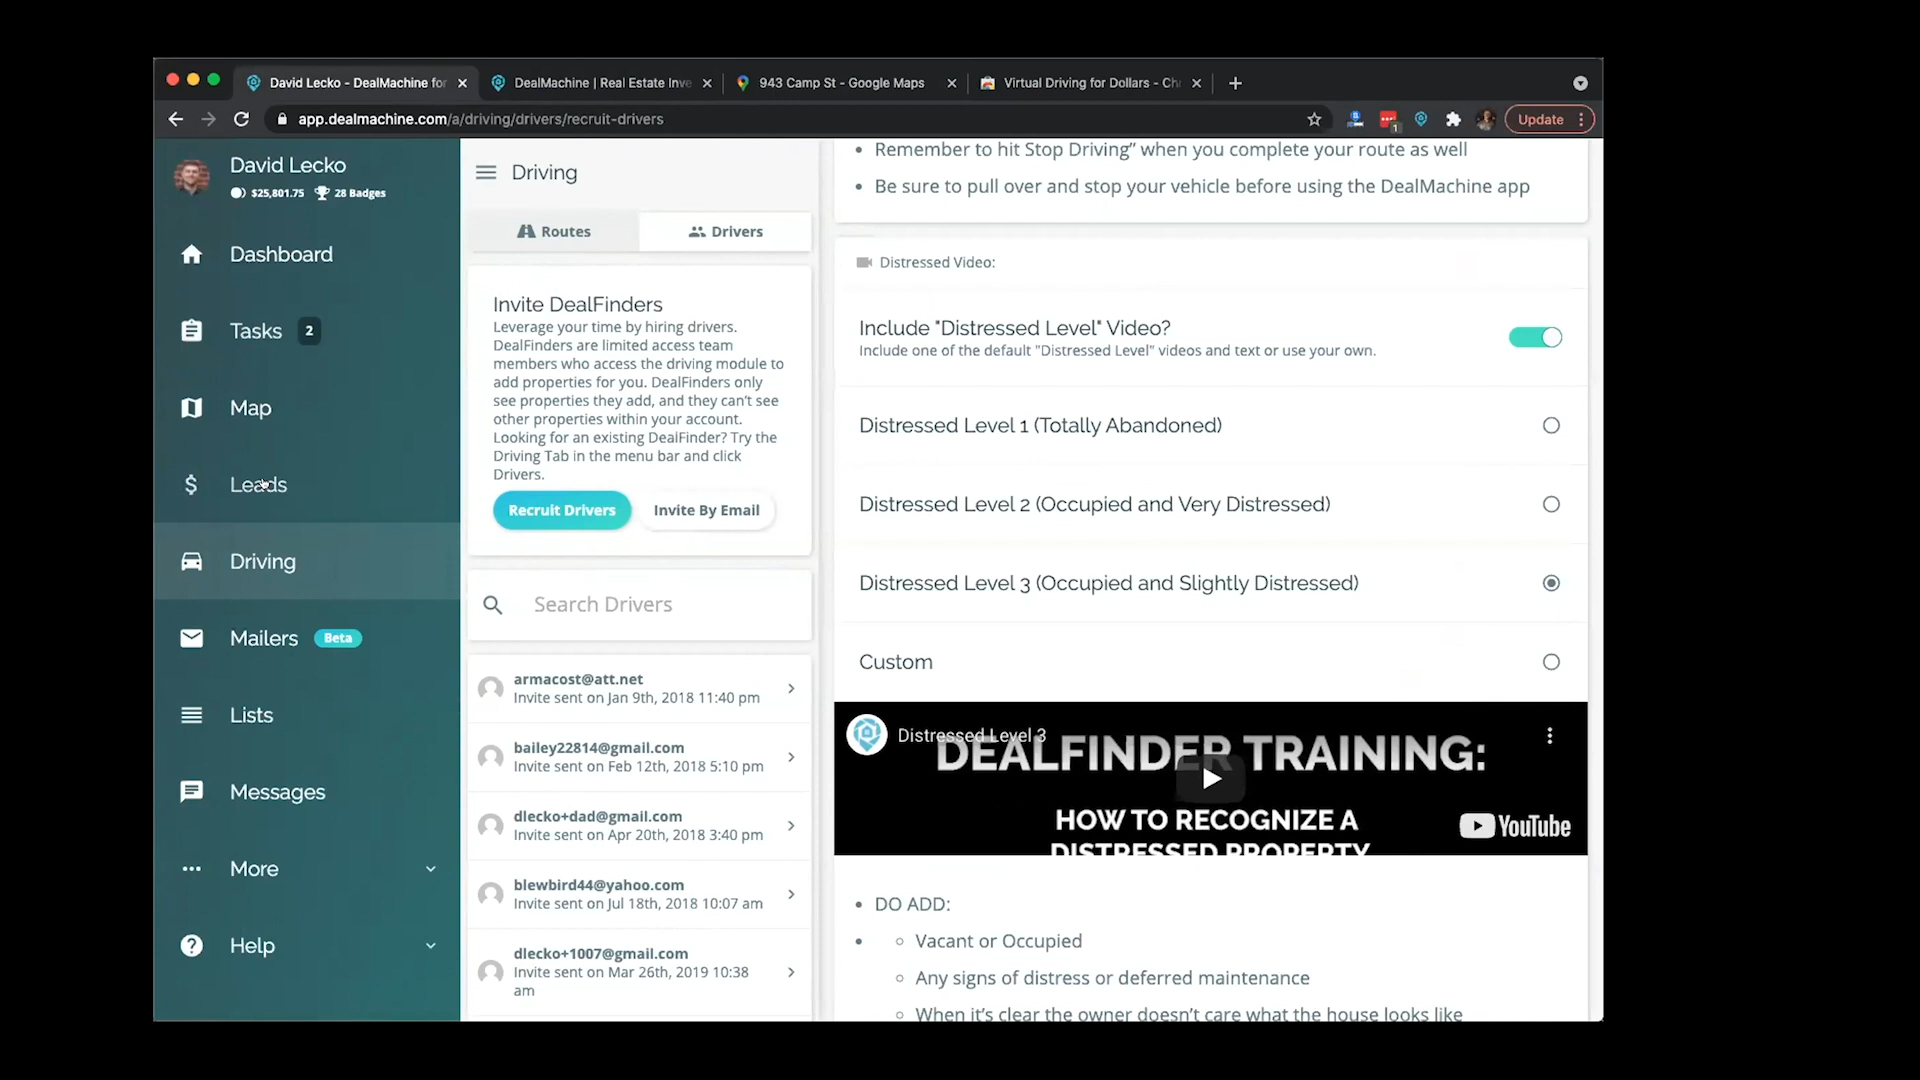 David Lecko - DealMachine for
DealMachine | Real Estate Inve
943 Camp St - Google Maps
Virtual Driving for Dollars - Ch
app.dealmachine.com/a/driving/drivers/recruit-drivers
1
Update
David Lecko
$25,801.75
28 Badges
Dashboard
Tasks 2
Map
Leads
Driving
Mailers Beta
Lists
Messages
More
Help
Driving
Routes
Drivers
Invite DealFinders
Leverage your time by hiring drivers.
DealFinders are limited access team
members who access the driving module to
add properties for you. DealFinders only
see properties they add, and they can't see
other properties within your account.
Looking for an existing DealFinder? Try the
Driving Tab in the menu bar and click
Drivers.
Recruit Drivers
Invite By Email
Search Drivers
armacost@att.net
Invite sent on Jan 9th, 2018 11:40 pm
bailey22814@gmail.com
Invite sent on Feb 12th, 2018 5:10 pm
dlecko+dad@gmail.com
Invite sent on Apr 20th, 2018 3:40 pm
blewbird44@yahoo.com
Invite sent on Jul 18th, 2018 10:07 am
dlecko+1007@gmail.com
Invite sent on Mar 26th, 2019 10:38
am
Remember to hit Stop Driving” when you complete your route as well
Be sure to pull over and stop your vehicle before using the DealMachine app
Distressed Video:
Include "Distressed Level" Video?
Include one of the default "Distressed Level" videos and text or use your own.
Distressed Level 1 (Totally Abandoned)
Distressed Level 2 (Occupied and Very Distressed)
Distressed Level 3 (Occupied and Slightly Distressed)
Custom
Distressed Level 3
DEALFINDER TRAINING:
HOW TO RECOGNIZE A
DISTRESSED PROPERTY
YouTube
DO ADD:
Vacant or Occupied
Any signs of distress or deferred maintenance
When it’s clear the owner doesn’t care what the house looks like